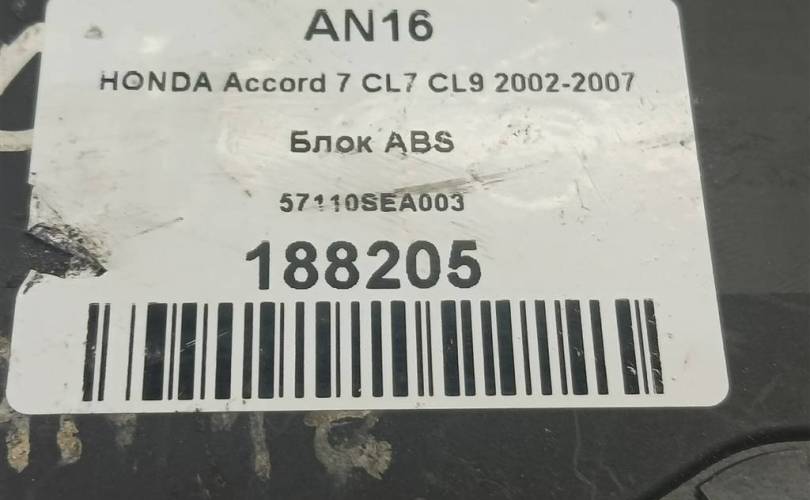 AN16
HONDA Accord 7 CL7 CL9 2002-2007
Блок ABS
57110SEA003
188205